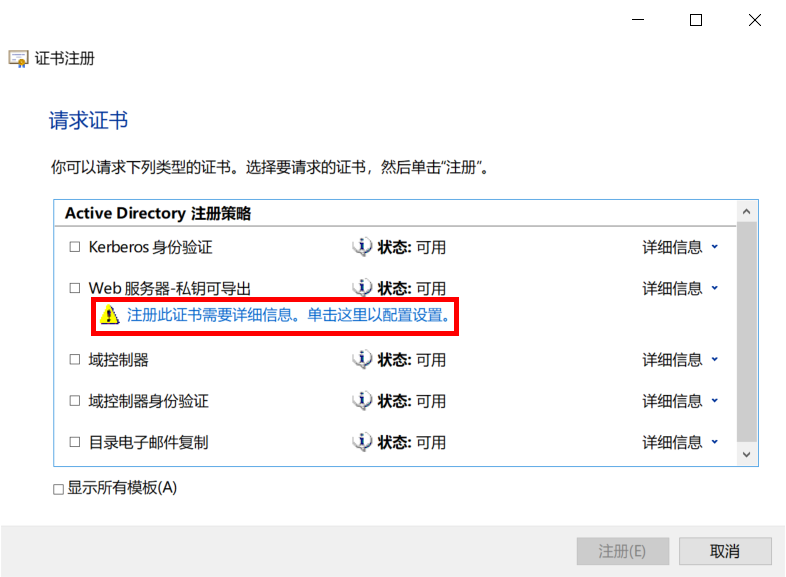 证书注册
请求证书
你可以请求下列类型的证书。选择要请求的证书，然后单击“注册”。
Active Directory 注册策略
Kerberos 身份验证 状态: 可用 详细信息
Web 服务器-私钥可导出 状态: 可用 详细信息
注册此证书需要详细信息。单击这里以配置设置。
域控制器 状态: 可用 详细信息
域控制器身份验证 状态: 可用 详细信息
目录电子邮件复制 状态: 可用 详细信息
显示所有模板(A)
注册(E) 取消